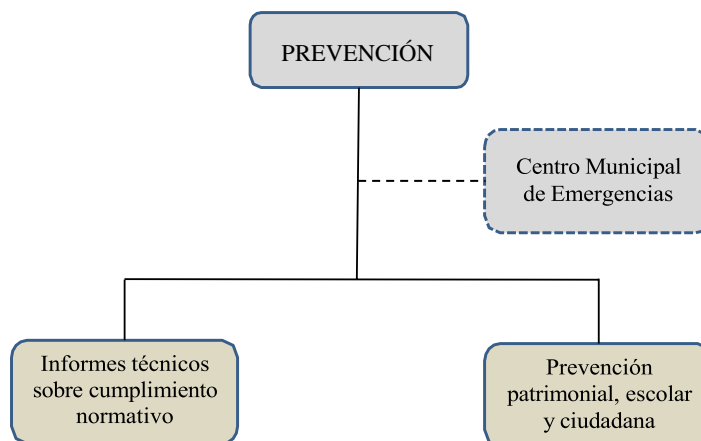 PREVENCIÓN
Centro Municipal
de Emergencias
Informes técnicos
sobre cumplimiento
normativo
Prevención
patrimonial, escolar
y ciudadana